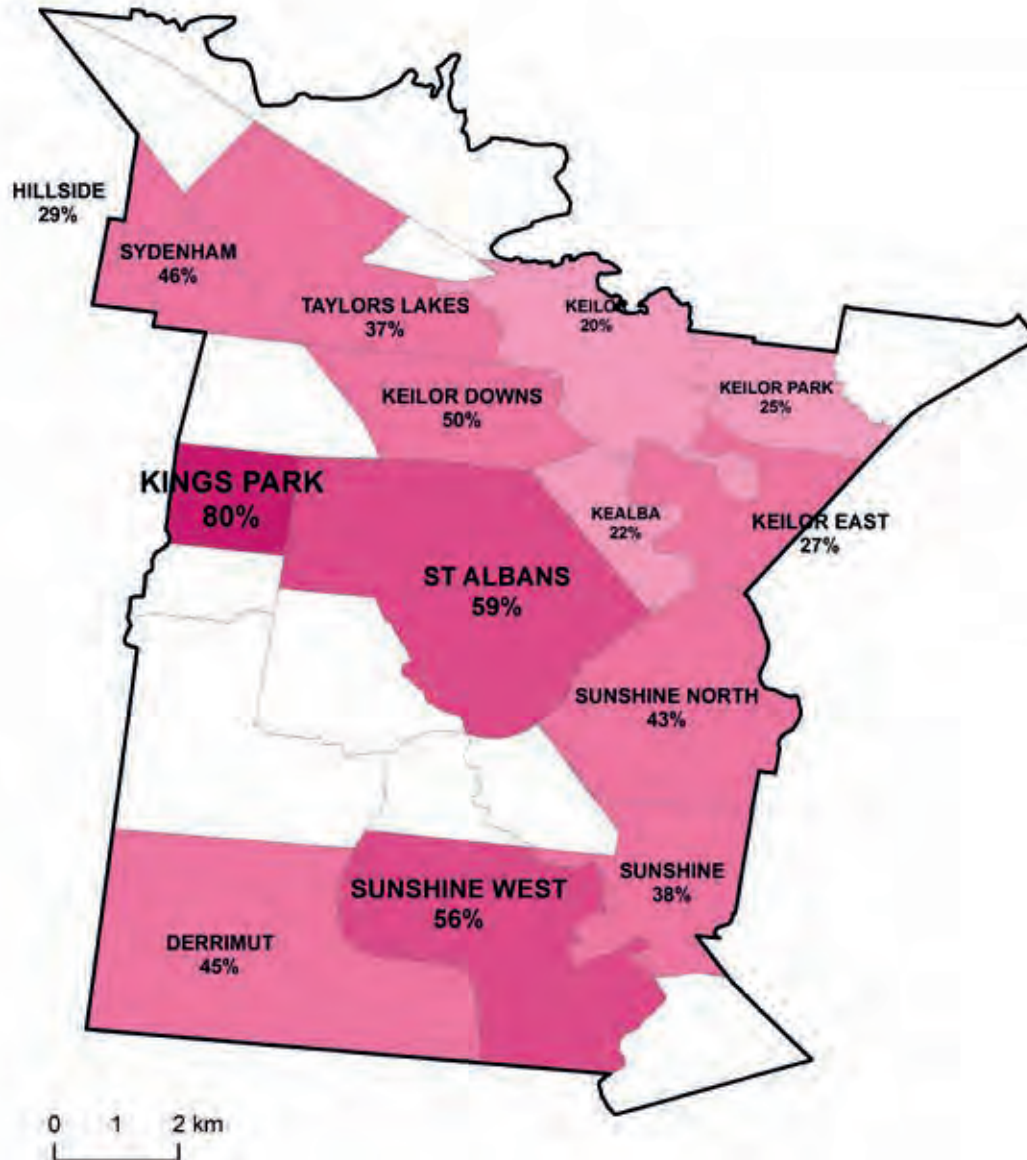 HILLSIDE
29%
SYDENHAM
46%
TAYLORS LAKES
37%
KEILOR
20%
KEILOR DOWNS
50%
KEILOR PARK
25%
KINGS PARK
80%
KEALBA
22%
KEILOR EAST
27%
ST ALBANS
59%
SUNSHINE NORTH
43%
SUNSHINE WEST
56%
SUNSHINE
38%
DERRIMUT
45%
0 1 2 km